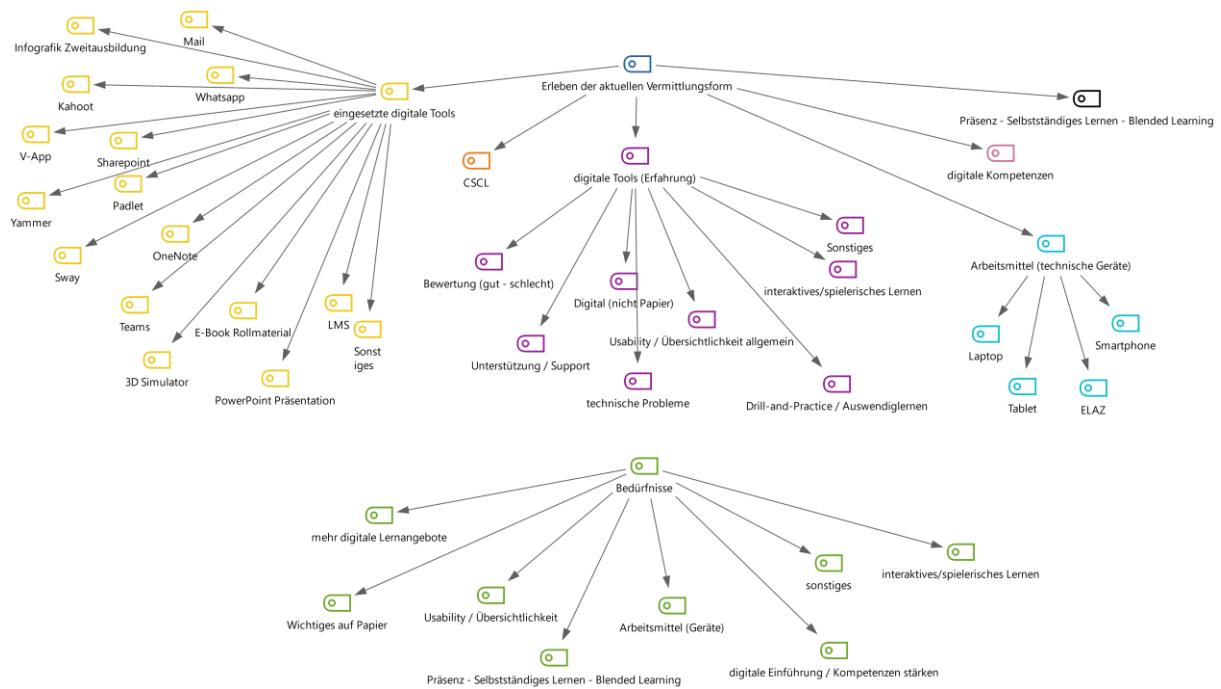 Infografik Zweitausbildung
Mail
Kahoot
Whatsapp
eingesetzte digitale Tools
V-App
Sharepoint
Yammer
Padlet
Sway
OneNote
Teams
E-Book Rollmaterial
LMS
Sonst
iges
3D Simulator
PowerPoint Präsentation
Erleben der aktuellen Vermittlungsform
Präsenz - Selbstständiges Lernen - Blended Learning
CSCL
digitale Tools (Erfahrung)
digitale Kompetenzen
Sonstiges
Bewertung (gut - schlecht)
Digital (nicht Papier)
interaktives/spielerisches Lernen
Usability / Übersichtlichkeit allgemein
Unterstützung / Support
technische Probleme
Drill-and-Practice / Auswendiglernen
Arbeitsmittel (technische Geräte)
Laptop
Smartphone
Tablet
ELAZ
Bedürfnisse
mehr digitale Lernangebote
interaktives/spielerisches Lernen
sonstiges
Wichtiges auf Papier
Usability / Übersichtlichkeit
Arbeitsmittel (Geräte)
Präsenz - Selbstständiges Lernen - Blended Learning
digitale Einführung / Kompetenzen stärken